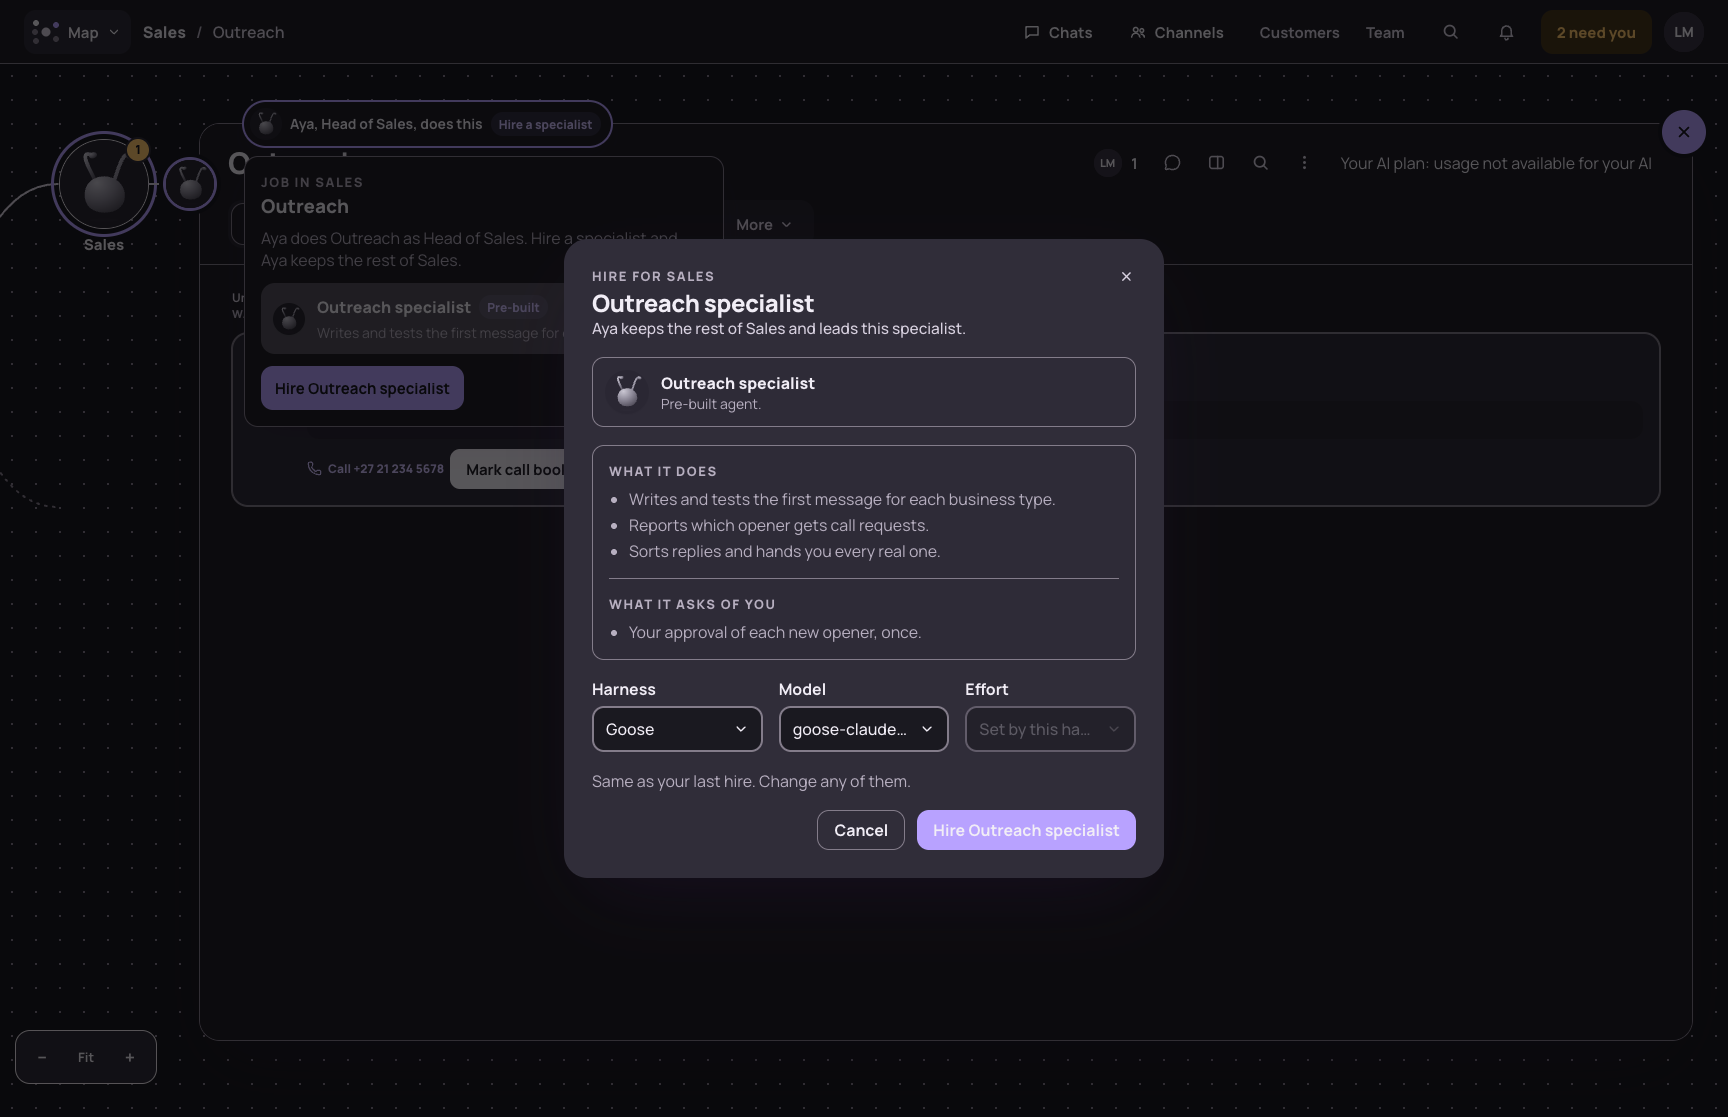 Map
Sales / Outreach
Chats
Channels
Customers
Team
2 need you
LM
Aya, Head of Sales, does this
Hire a specialist
1
Sales
LM 1
Your AI plan: usage not available for your AI
JOB IN SALES
Outreach
Aya does Outreach as Head of Sales. Hire a specialist and
Aya keeps the rest of Sales.
More
Outreach specialist
Pre-built
Writes and tests the first message for
Hire Outreach specialist
Call +27 21 234 5678
Mark call
HIRE FOR SALES
Outreach specialist
Aya keeps the rest of Sales and leads this specialist.
Outreach specialist
Pre-built agent.
WHAT IT DOES
Writes and tests the first message for each business type.
Reports which opener gets call requests.
Sorts replies and hands you every real one.
WHAT IT ASKS OF YOU
Your approval of each new opener, once.
Harness
Model
Effort
Goose
goose-claude...
Set by this ha...
Same as your last hire. Change any of them.
Cancel
Hire Outreach specialist
− Fit +